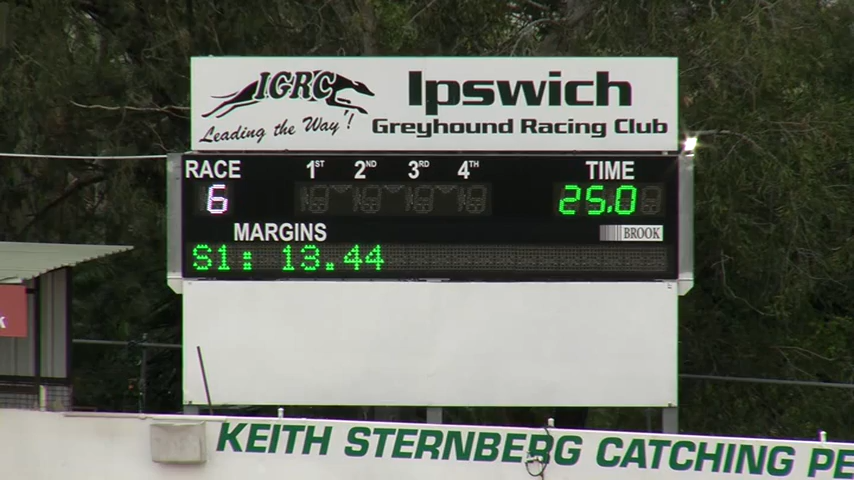 IGRC
Leading the Way!
Ipswich
Greyhound Racing Club
RACE 1ST 2ND 3RD 4TH TIME
6 25.0
MARGINS BROOK
S1: 13.44
k
KEITH STERNBERG CATCHING PE